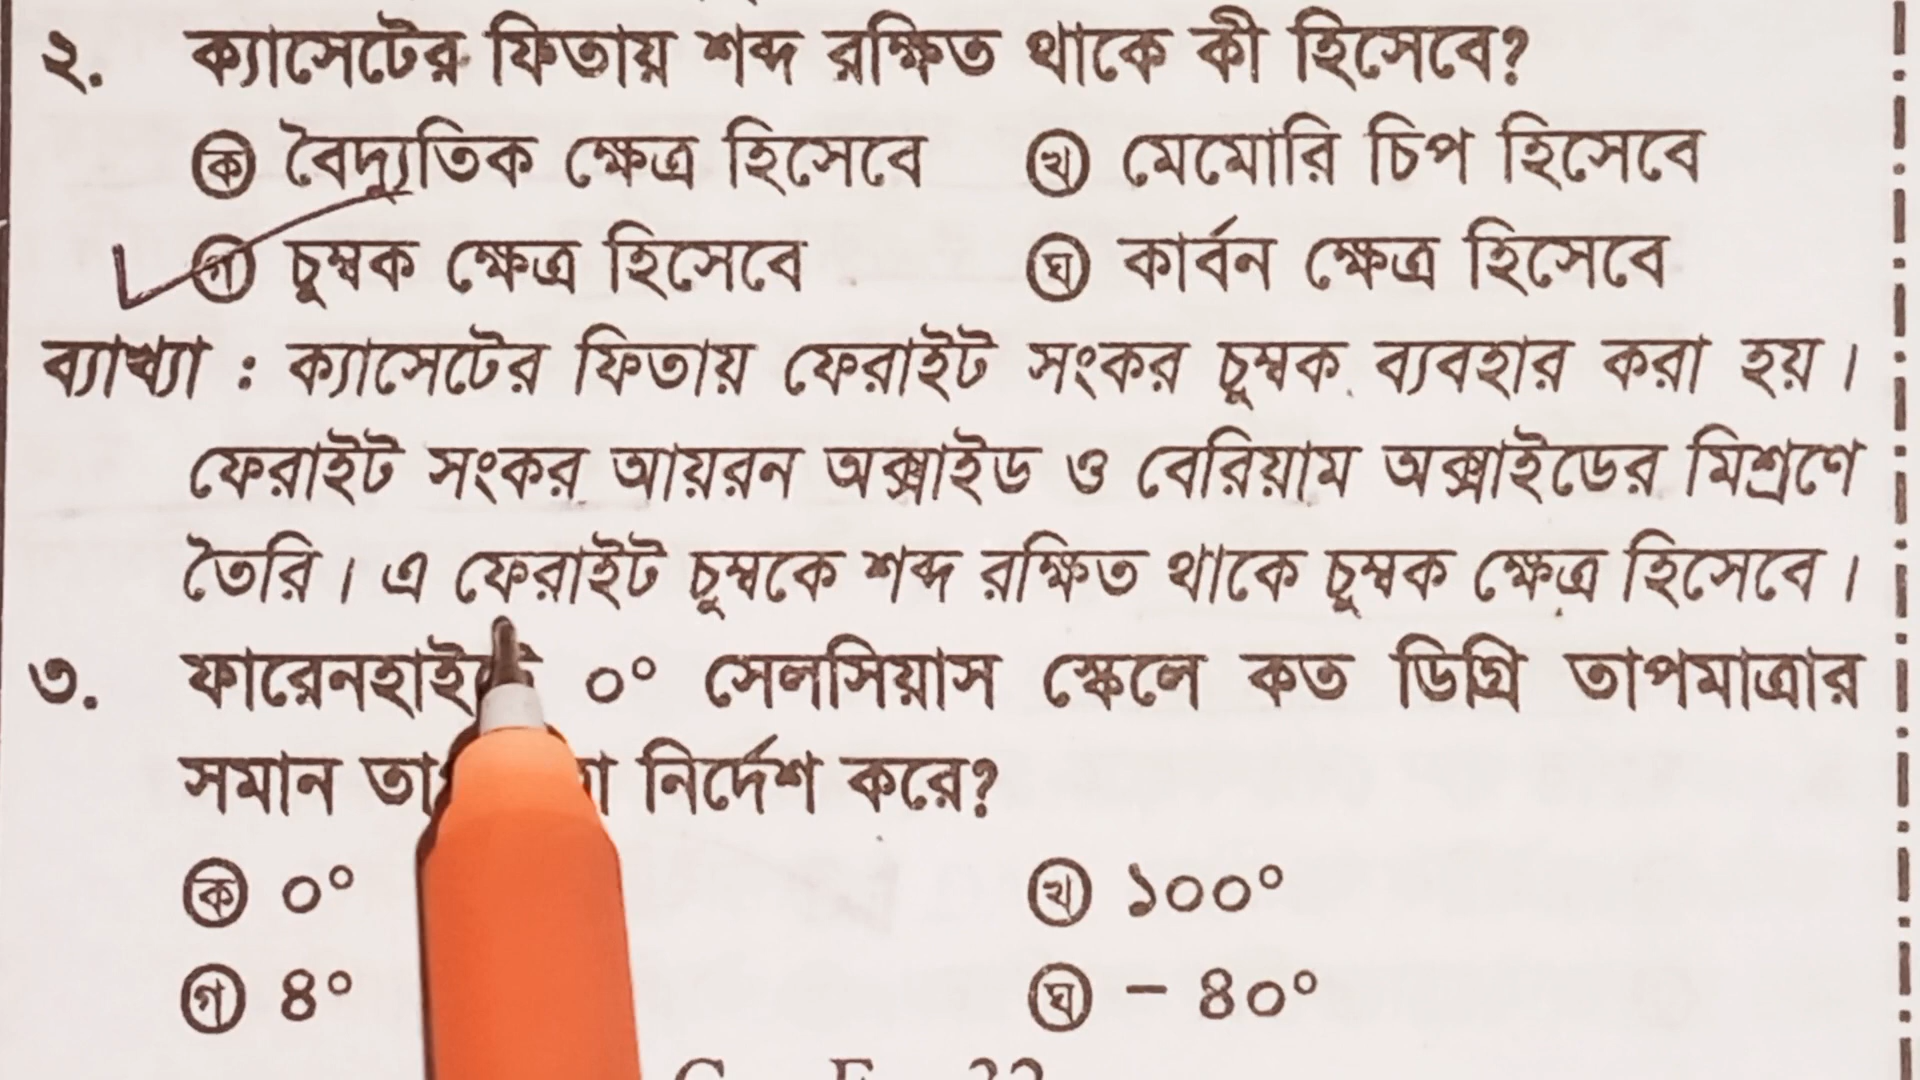 ২. ক্যাসেটের ফিতায় শব্দ রক্ষিত থাকে কী হিসেবে?
ক বৈদ্যুতিক ক্ষেত্র হিসেবে খ মেমোরি চিপ হিসেবে
গ চুম্বক ক্ষেত্র হিসেবে ঘ কার্বন ক্ষেত্র হিসেবে
ব্যাখ্যা : ক্যাসেটের ফিতায় ফেরাইট সংকর চুম্বক ব্যবহার করা হয়।
ফেরাইট সংকর আয়রন অক্সাইড ও বেরিয়াম অক্সাইডের মিশ্রণে
তৈরি। এ ফেরাইট চুম্বকে শব্দ রক্ষিত থাকে চুম্বক ক্ষেত্র হিসেবে।
৩. ০° সেলসিয়াস স্কেলে কত ডিগ্রি তাপমাত্রার
সমান নির্দেশ করে?
ক ০° খ ১০০°
গ ৪° ঘ – ৪০°